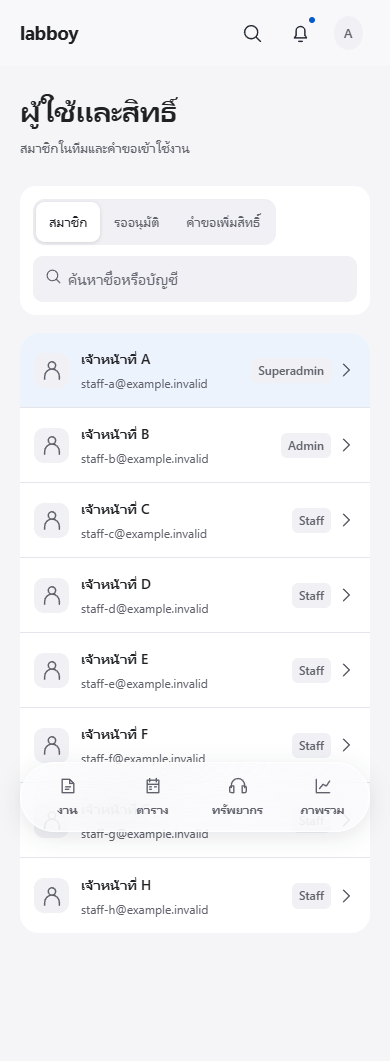 labboy
A
ผู้ใช้และสิทธิ์
สมาชิกในทีมและคำขอเข้าใช้งาน
สมาชิก
รออนุมัติ
คำขอเพิ่มสิทธิ์
ค้นหาชื่อหรือบัญชี
เจ้าหน้าที่ A
staff-a@example.invalid
Superadmin
เจ้าหน้าที่ B
staff-b@example.invalid
Admin
เจ้าหน้าที่ C
staff-c@example.invalid
Staff
เจ้าหน้าที่ D
staff-d@example.invalid
Staff
เจ้าหน้าที่ E
staff-e@example.invalid
Staff
เจ้าหน้าที่ F
staff-f@example.invalid
Staff
งาน
ตาราง
ทรัพยากร
ภาพรวม
staff-g@example.invalid
เจ้าหน้าที่ H
staff-h@example.invalid
Staff